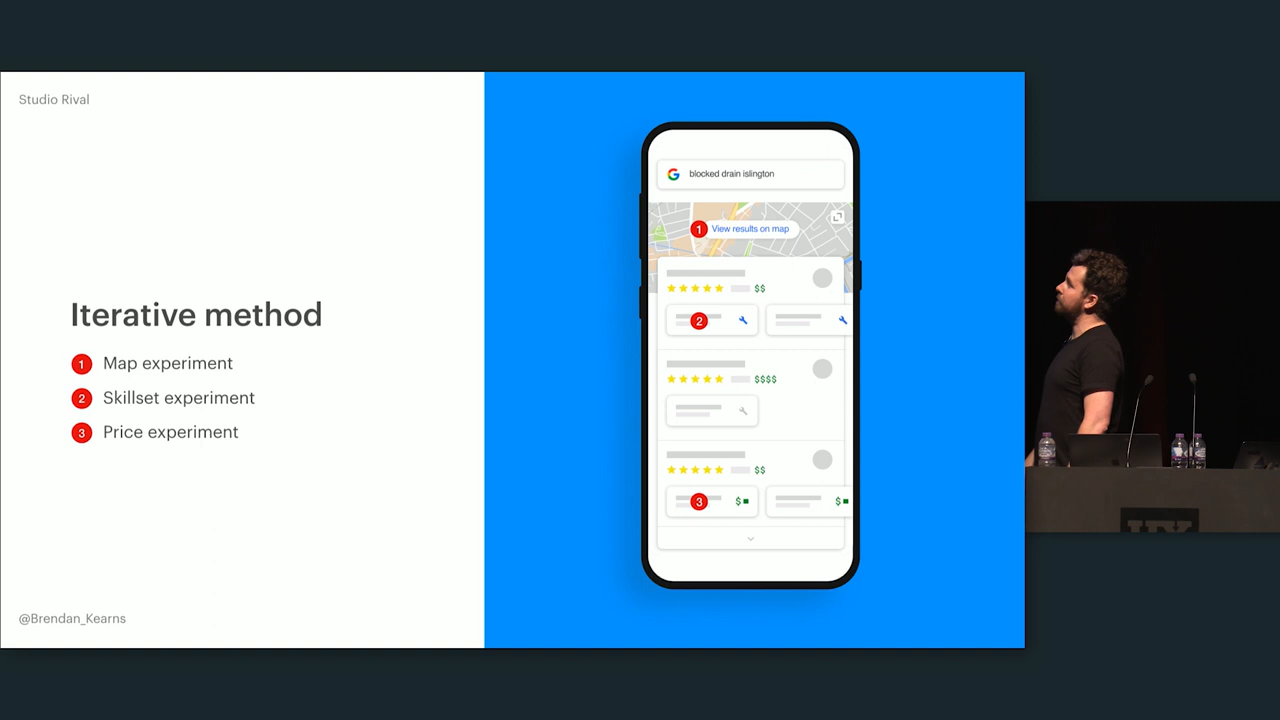 Studio Rival
Iterative method
1 Map experiment
2 Skillset experiment
3 Price experiment
@Brendan_Kearns
blocked drain islington
1 View results on map
$$
2
$$$$
$$
3 $
$